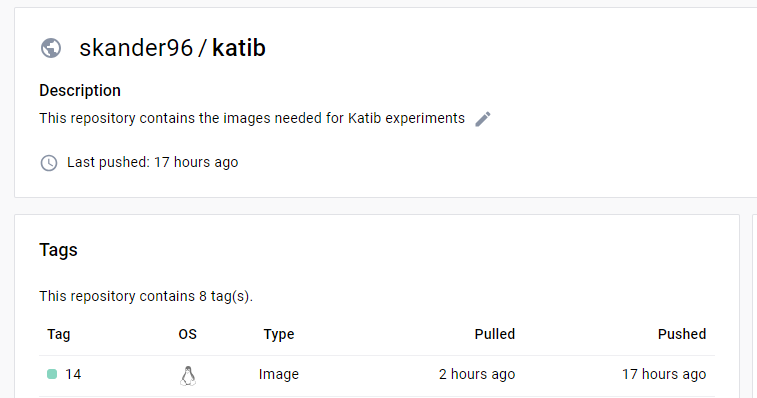 skander96 / katib
Description
This repository contains the images needed for Katib experiments
Last pushed: 17 hours ago
Tags
This repository contains 8 tag(s).
Tag OS Type Pulled Pushed
14 Image 2 hours ago 17 hours ago